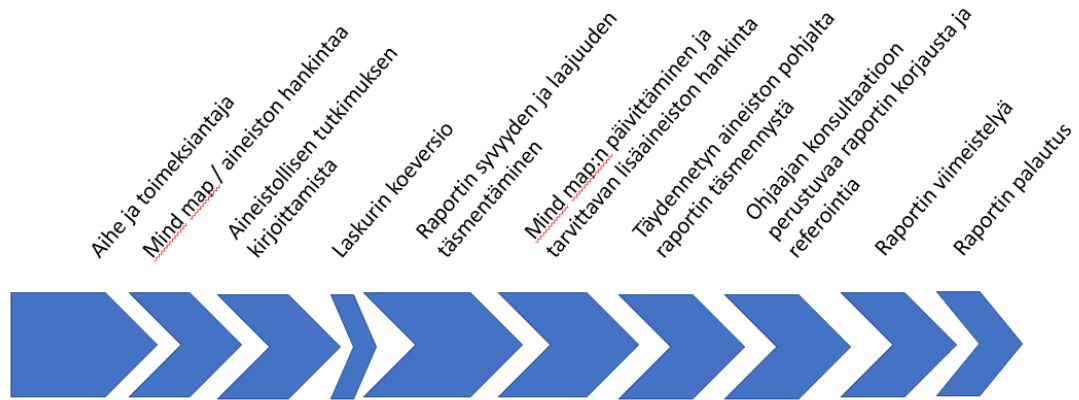 Aihe ja toimeksiantaja
Mind map / aineiston hankintaa
Aineistollisen tutkimuksen
kirjoittamista
Laskurin koeversio
Raportin syvyyden ja laajuuden
täsmentäminen
Mind map:n päivittäminen ja
tarvittavan lisäaineiston hankinta
Täydennetyn aineiston pohjalta
raportin täsmennystä
Ohjaajan konsultaatioon
perustuvaa raportin korjausta ja
referointia
Raportin viimeistelyä
Raportin palautus